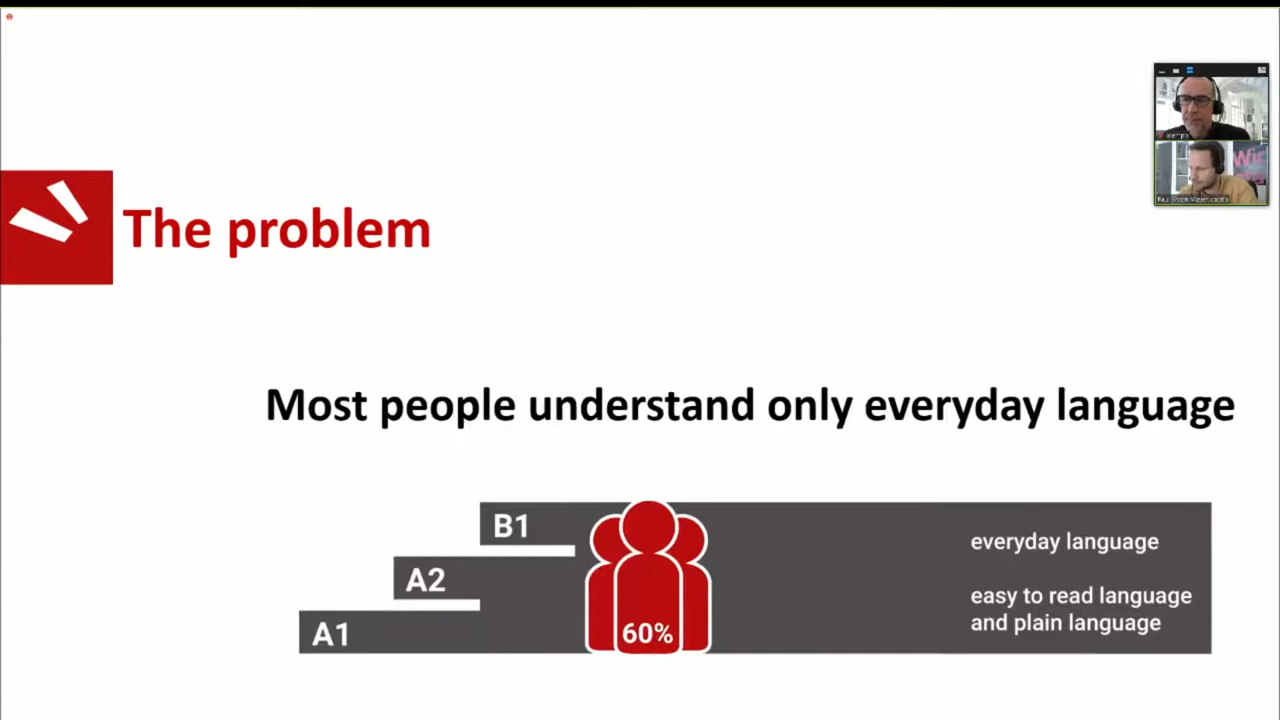 The problem
Most people understand only everyday language
B1
A2
A1
60%
everyday language
easy to read language
and plain language
Wir